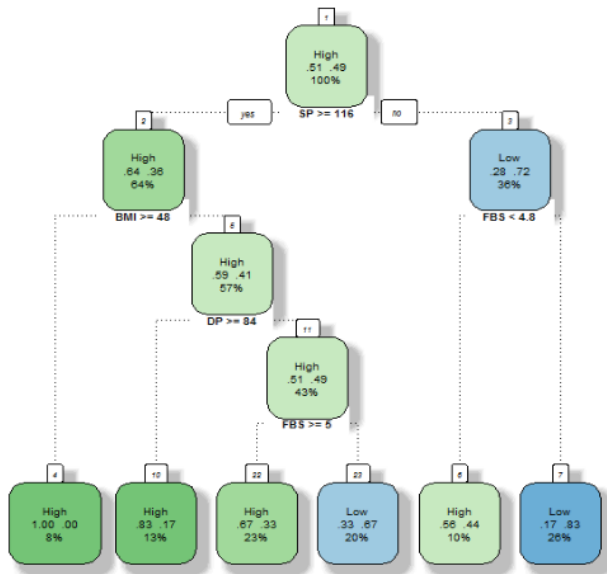 1
High
.51 .49
100%
yes
SP >= 116
no
2
High
.64 .36
64%
BMI >= 48
3
Low
.28 .72
36%
FBS < 4.8
5
High
.59 .41
57%
DP >= 84
11
High
.51 .49
43%
FBS >= 5
4
High
1.00 .00
8%
10
High
.83 .17
13%
22
High
.67 .33
23%
23
Low
.33 .67
20%
6
High
.56 .44
10%
7
Low
.17 .83
26%